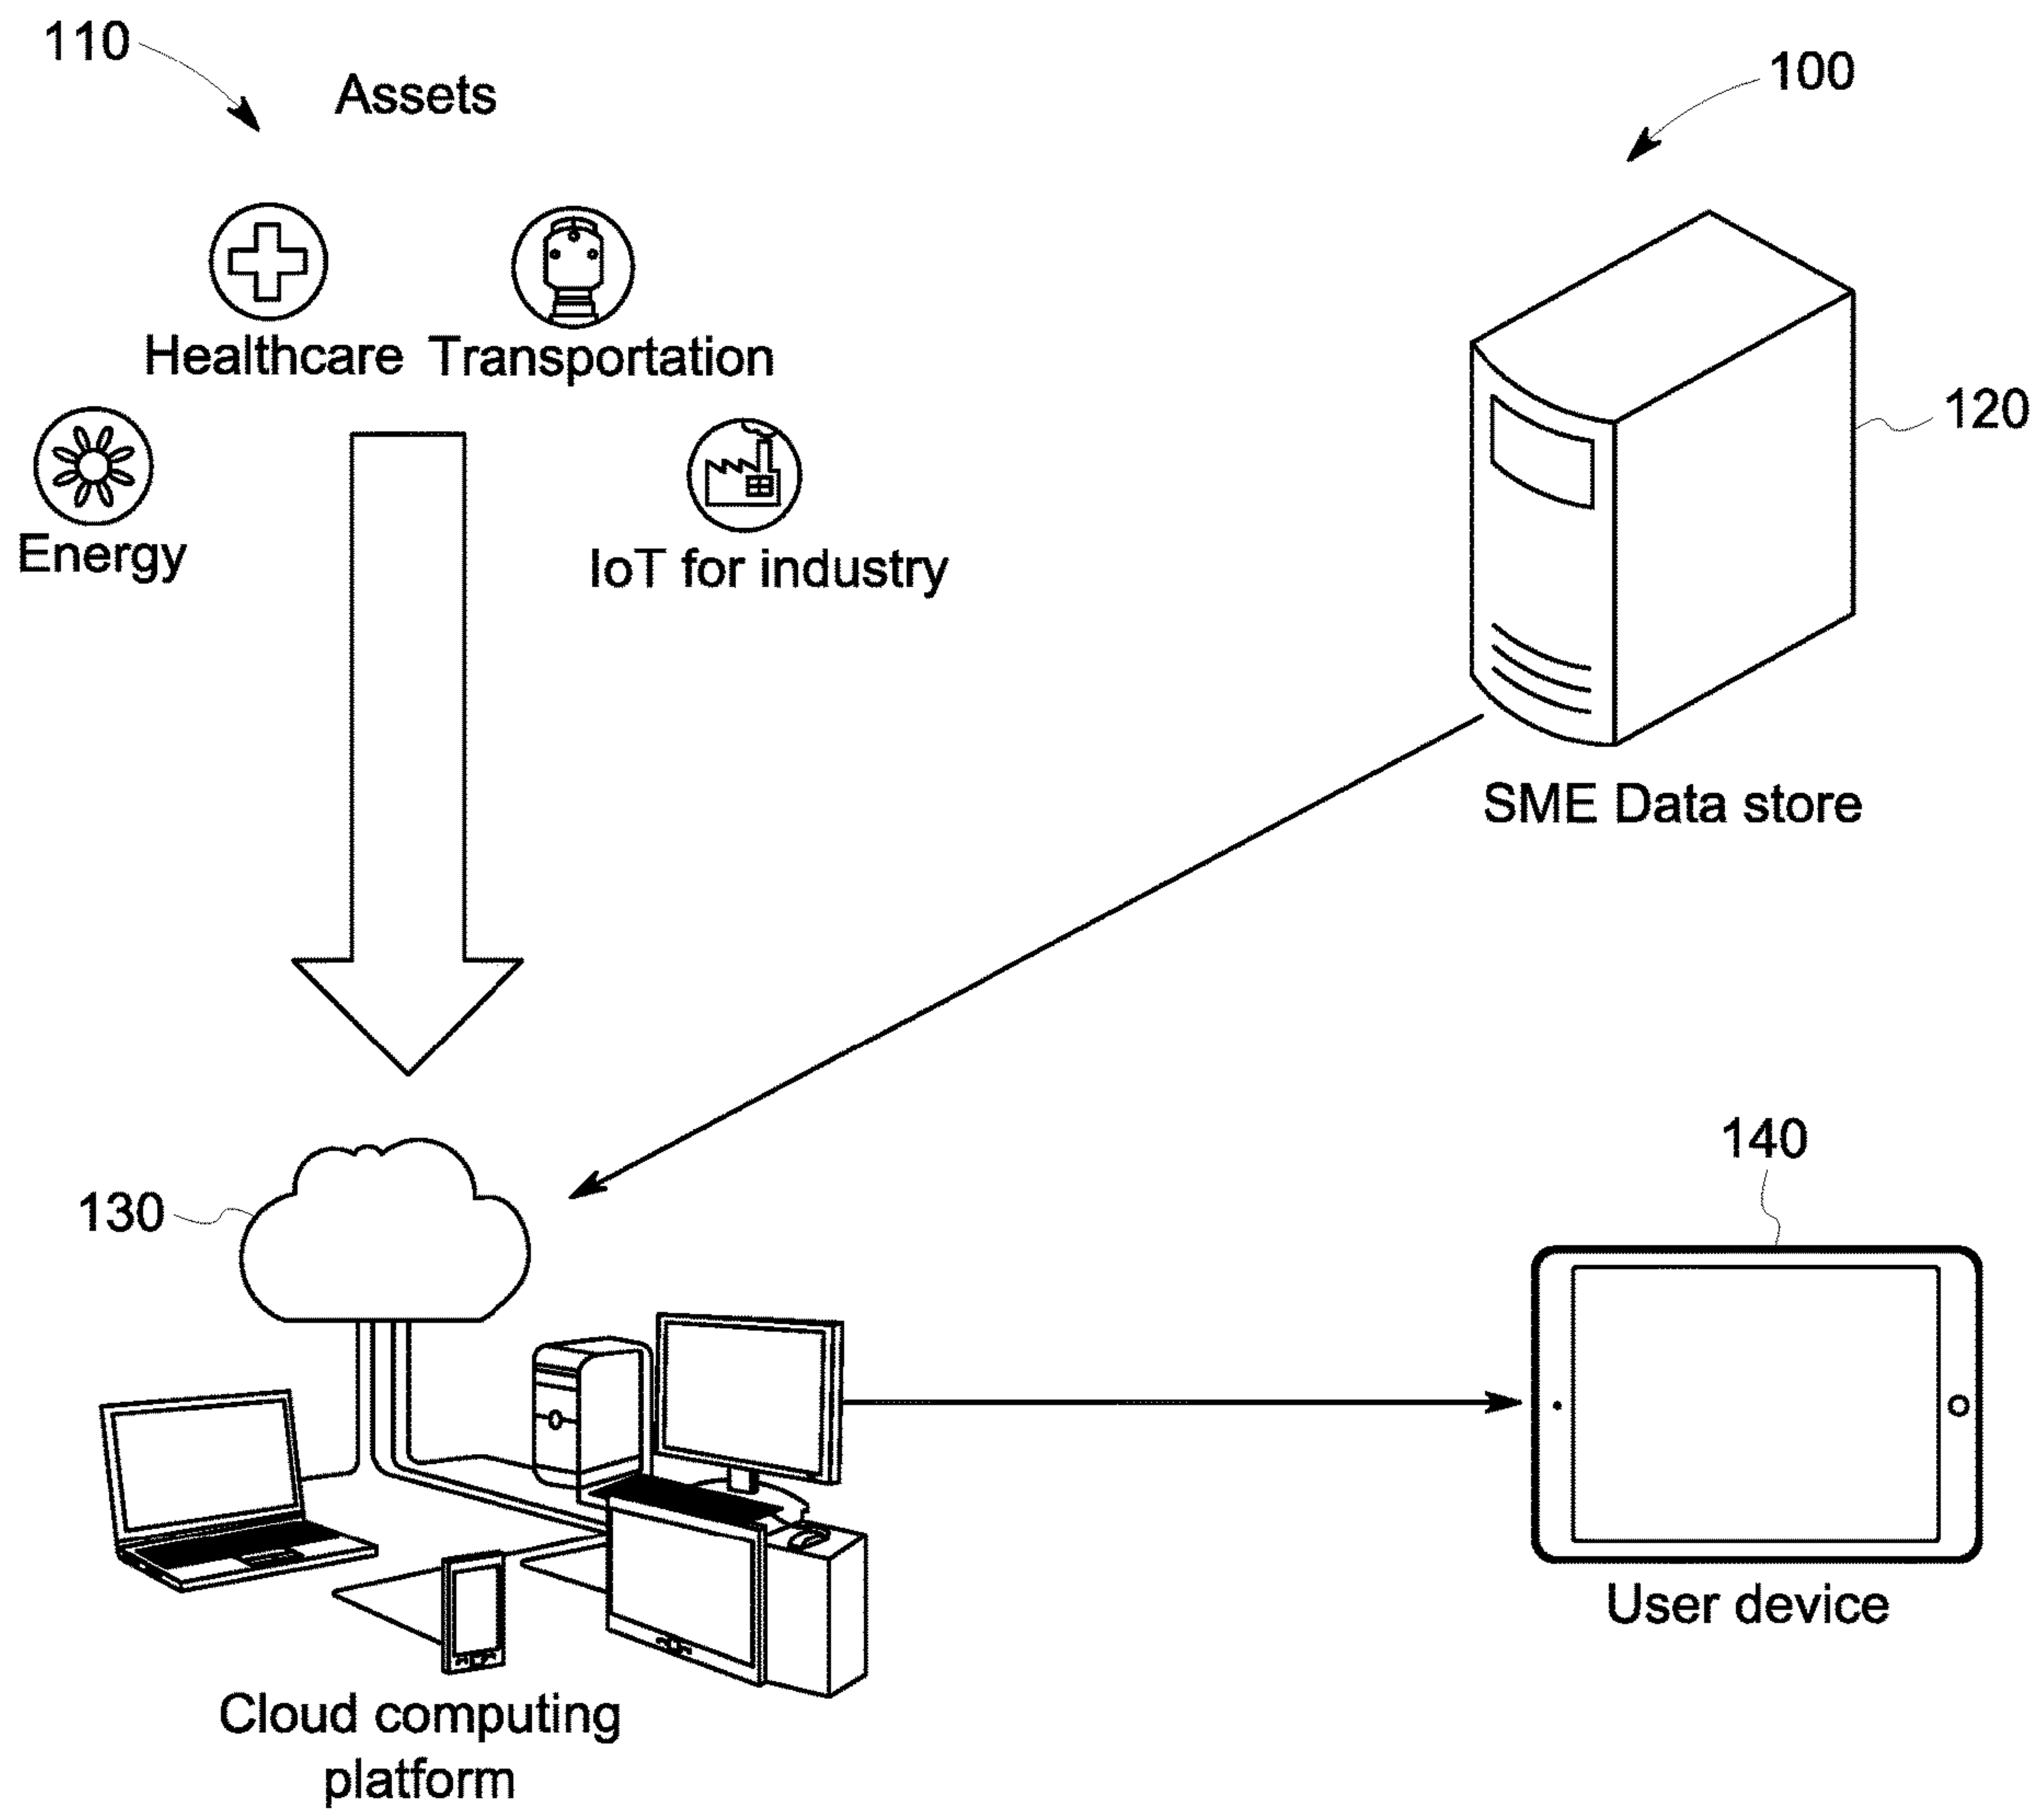 110
Assets
100
Healthcare
Transportation
120
Energy
IoT for industry
SME Data store
130
140
User device
Cloud computing
platform